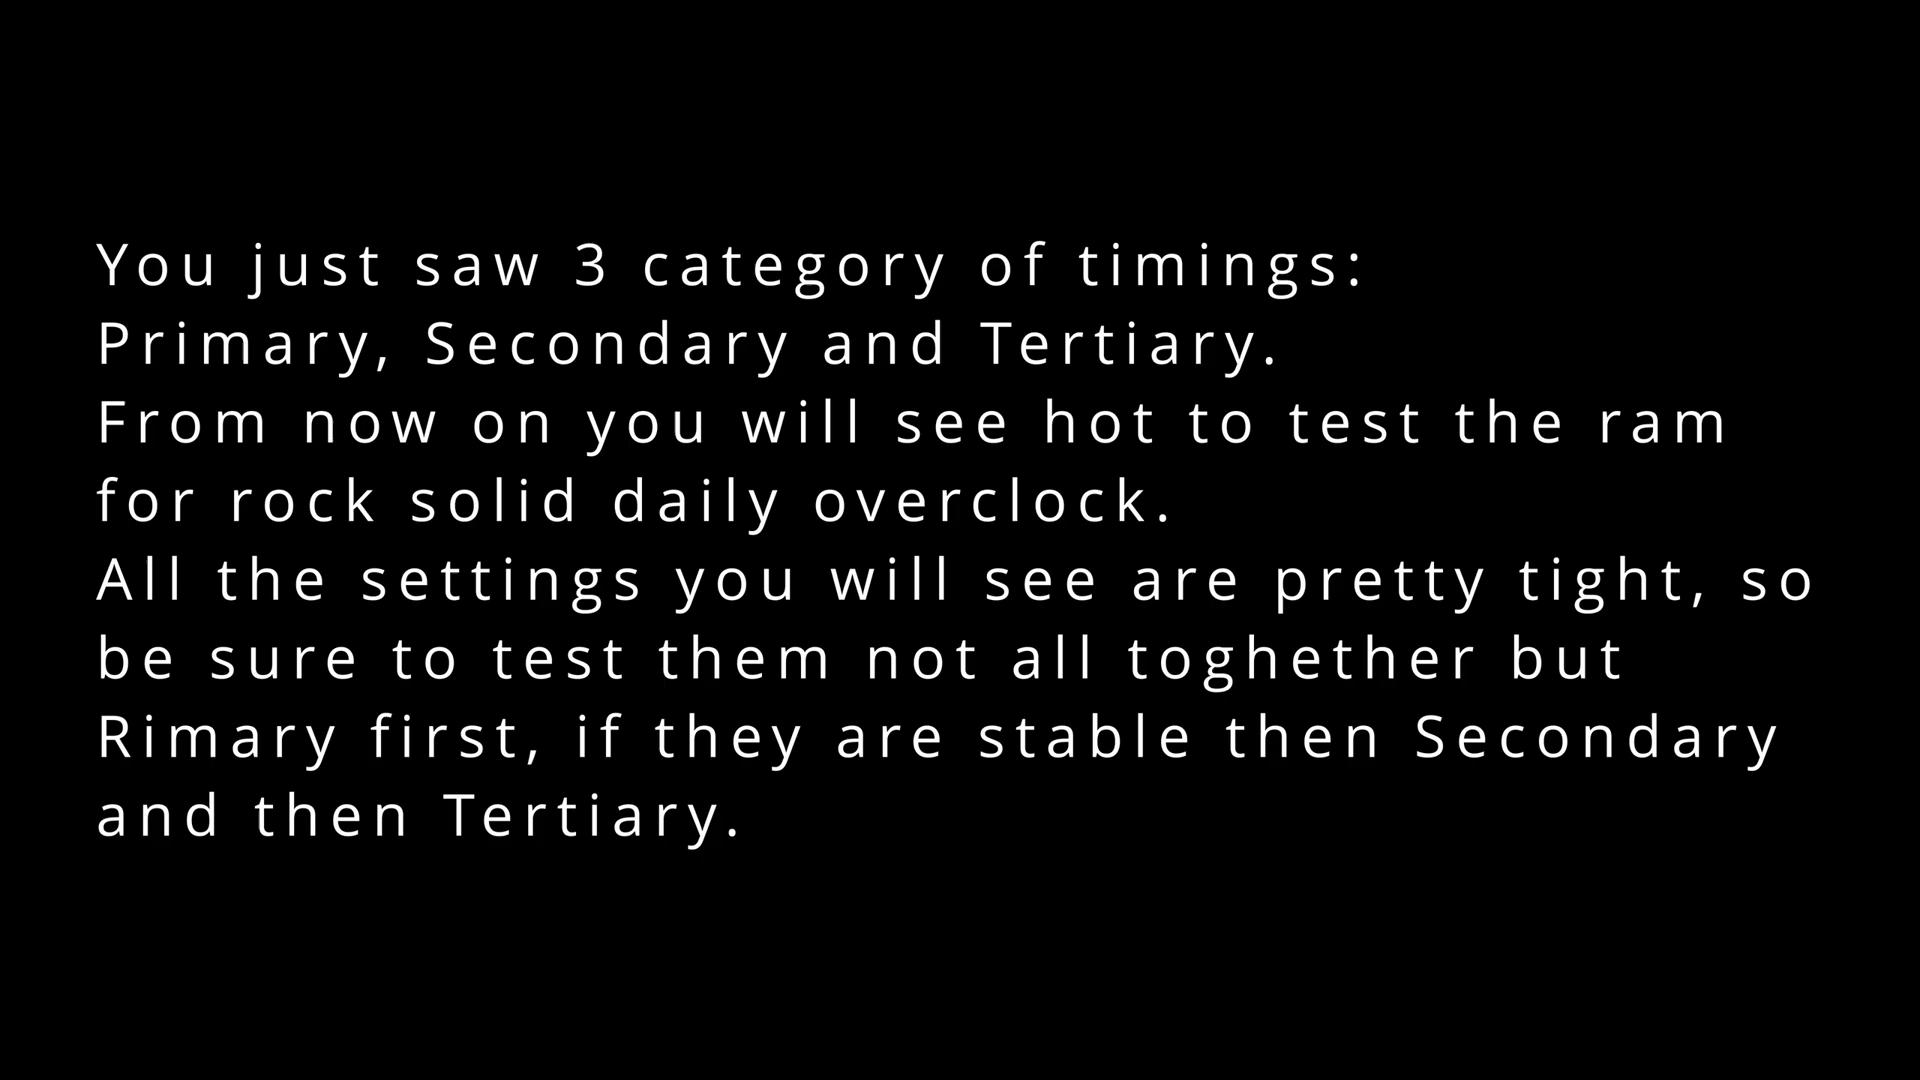 You just saw 3 category of timings:
Primary, Secondary and Tertiary.
From now on you will see hot to test the ram
for rock solid daily overclock.
All the settings you will see are pretty tight, so
be sure to test them not all toghether but
Rimary first, if they are stable then Secondary
and then Tertiary.